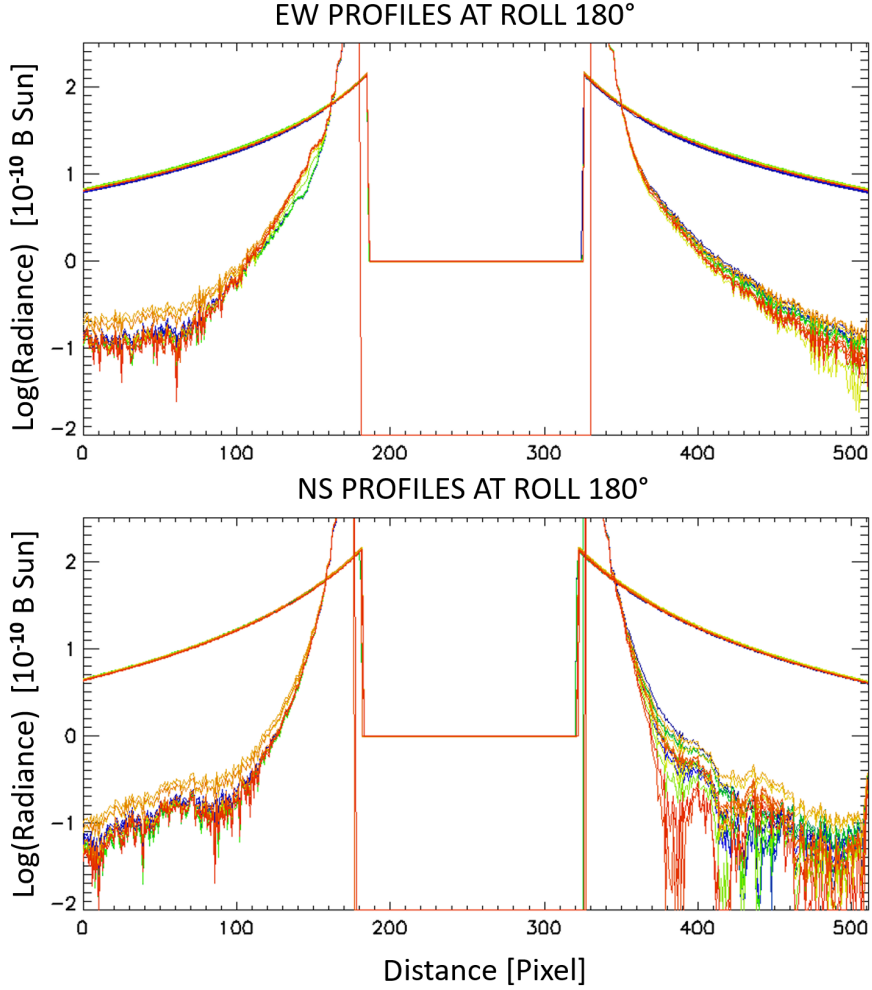 EW PROFILES AT ROLL 180°
Log(Radiance) [10⁻¹⁰ B Sun]
2
1
0
-1
-2
0 100 200 300 400 500
NS PROFILES AT ROLL 180°
Log(Radiance) [10⁻¹⁰ B Sun]
2
1
0
-1
-2
0 100 200 300 400 500
Distance [Pixel]